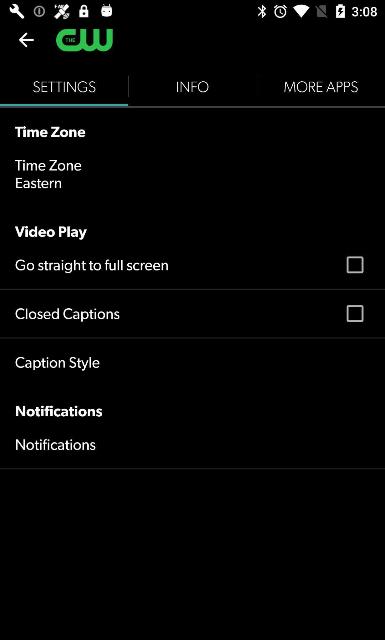 3:08
THE CW
SETTINGS
INFO
MORE APPS
Time Zone
Time Zone
Eastern
Video Play
Go straight to full screen
Closed Captions
Caption Style
Notifications
Notifications